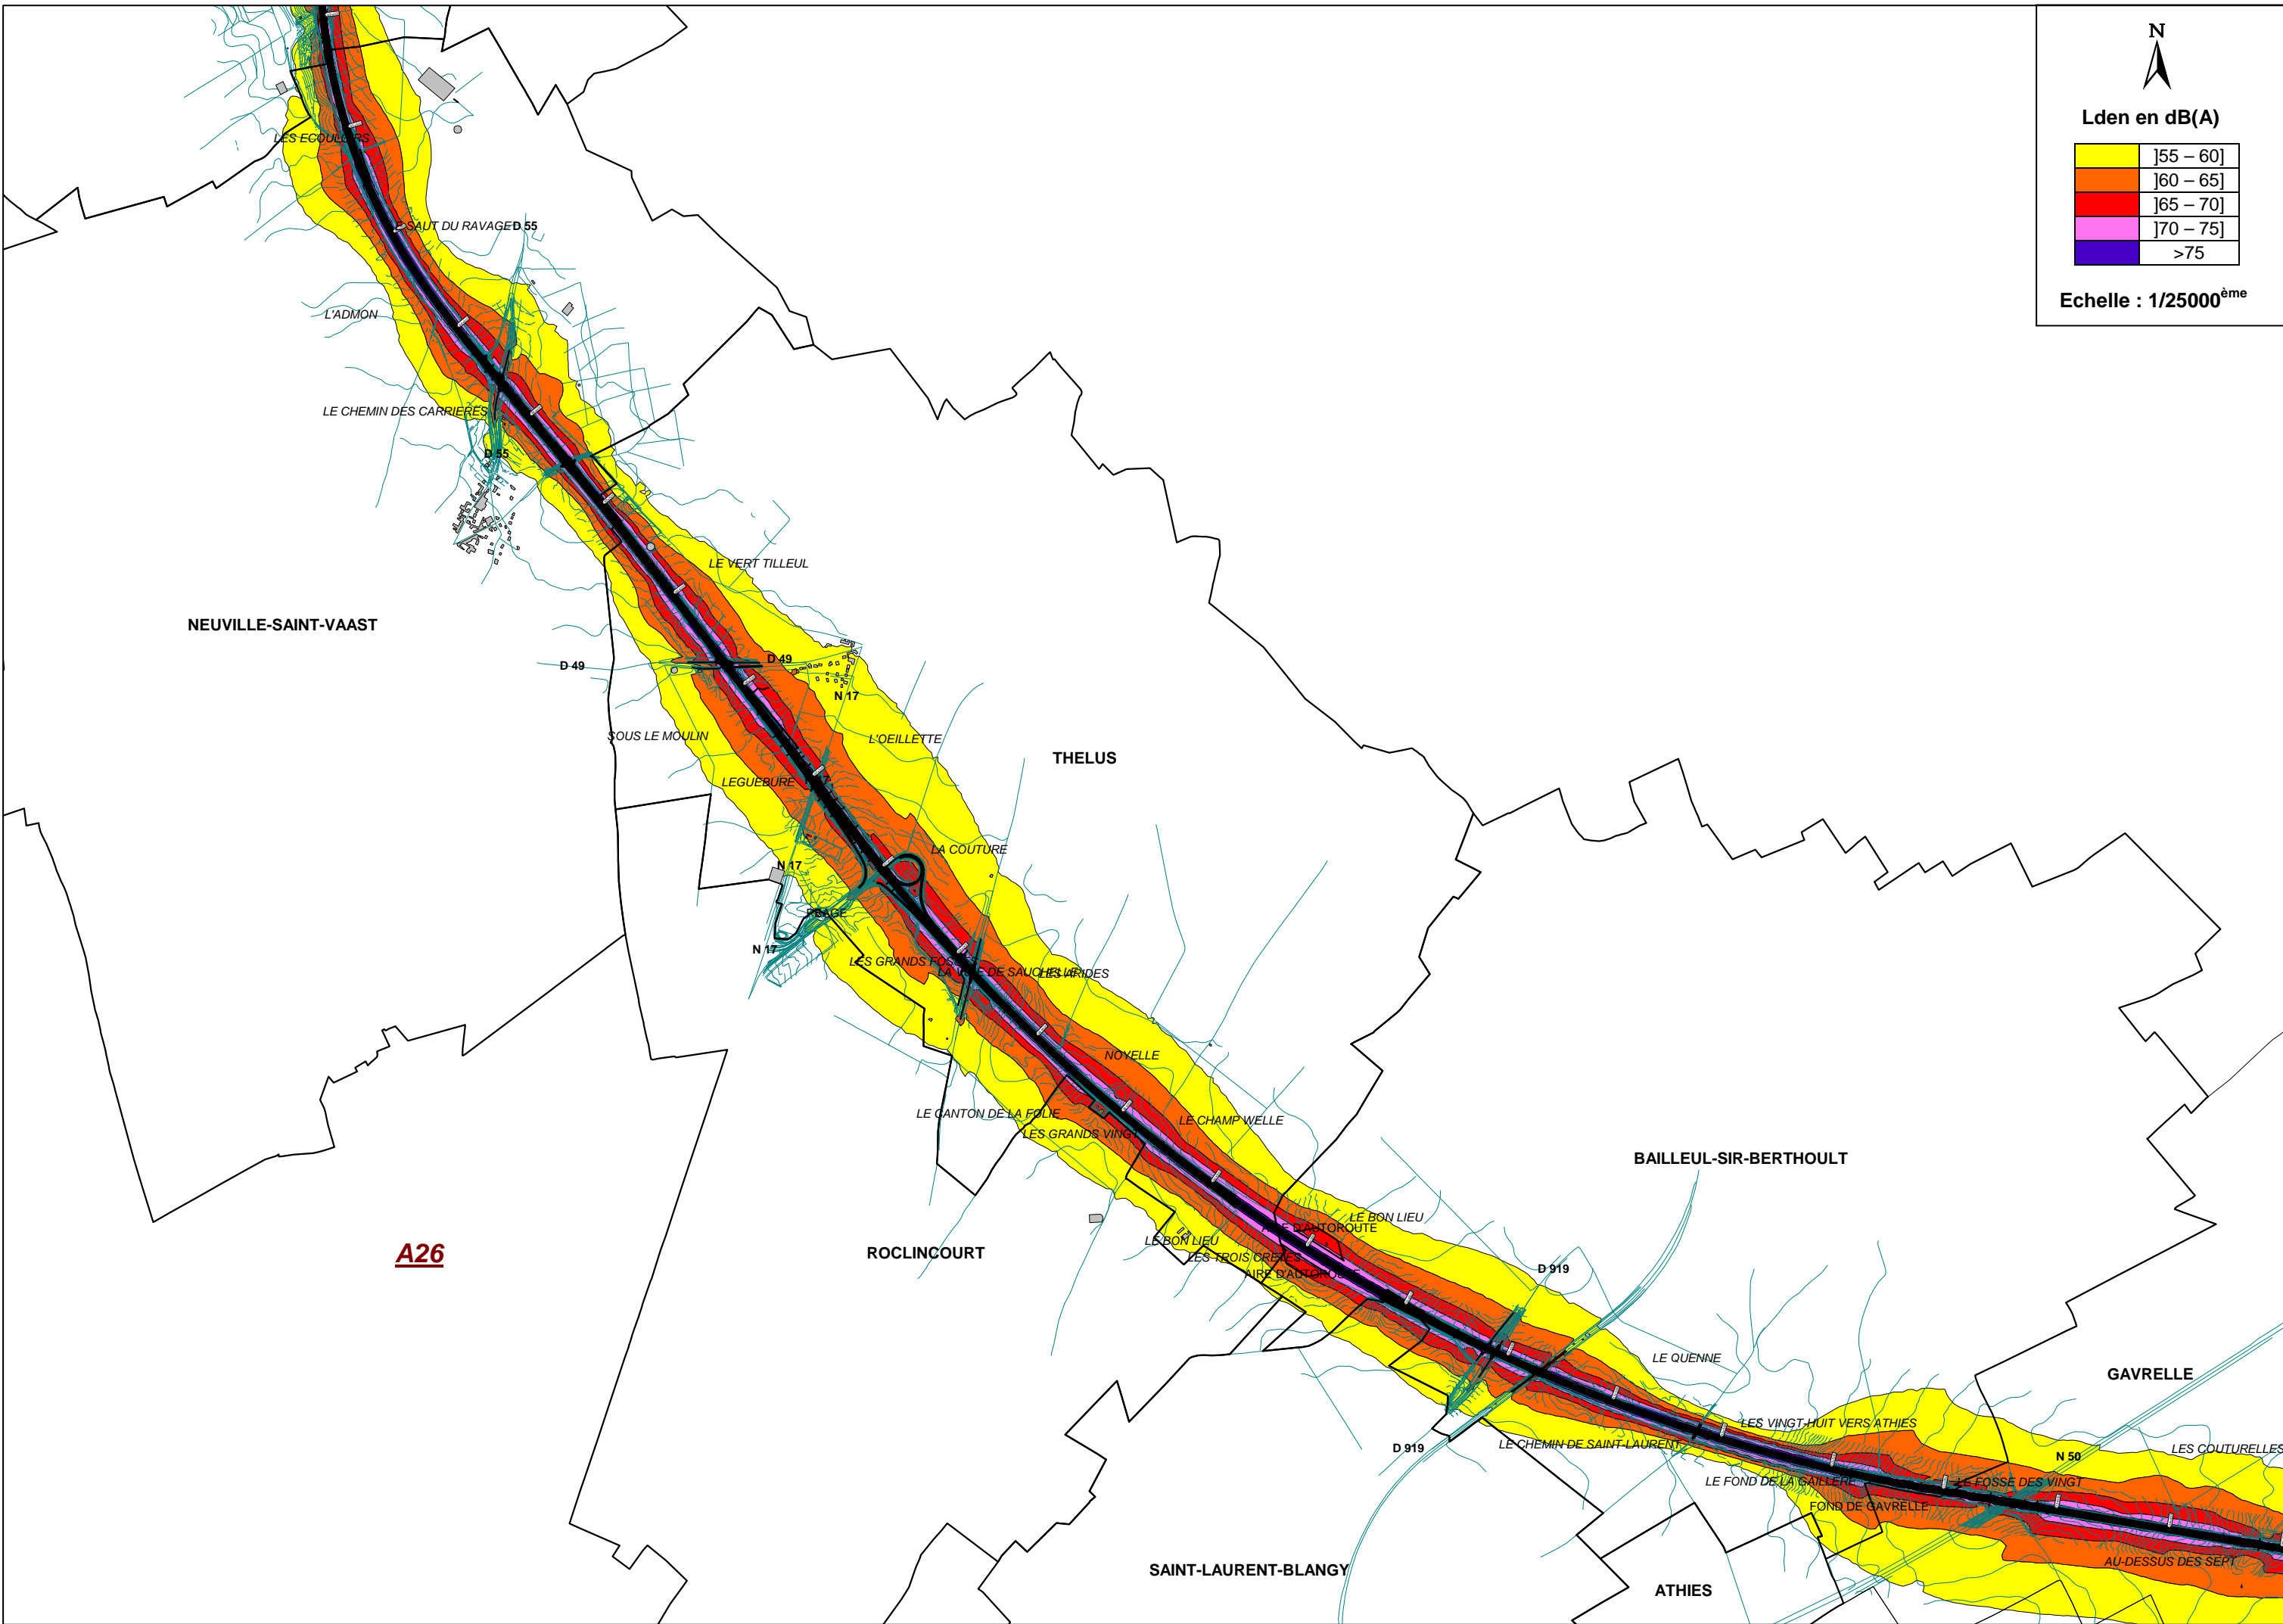 N
Lden en dB(A)
]55 – 60]
]60 – 65]
]65 – 70]
]70 – 75]
>75
Echelle : 1/25000ème
LES ECOULOIRS
SAUT DU RAVAGE
D 55
L'ADMON
LE CHEMIN DES CARRIERES
D 55
LE VERT TILLEUL
NEUVILLE-SAINT-VAAST
D 49
D 49
N 17
SOUS LE MOULIN
L'OEILLETTE
THELUS
LEGUEBURE
LA COUTURE
N 17
PEAGE
N 17
LES GRANDS
DE SAUCHELLE
LES ARIDES
NOYELLE
LE CANTON DE LA FOLIE
LE CHAMP WELLE
LES GRANDS VINGT
BAILLEUL-SIR-BERTHOULT
LE BON LIEU
AIRE D'AUTOROUTE
LE BON LIEU
ROCLINCOURT
A26
LES TROIS CRETES
AIRE D'AUTOROUTE
D 919
LE QUENNE
GAVRELLE
LES VINGT-HUIT VERS ATHIES
LE CHEMIN DE SAINT-LAURENT
D 919
LES COUTURELLES
N 50
LE FOND DE LA
LE FOSSE DES VINGT
FOND DE GAVRELLE
AU-DESSUS DES SEPT
SAINT-LAURENT-BLANGY
ATHIES